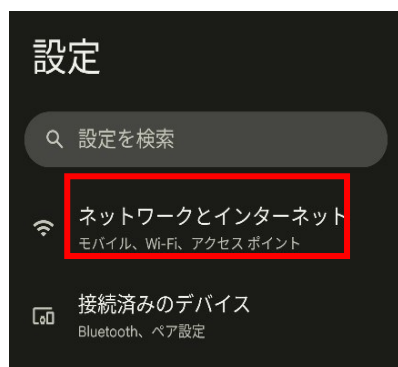 設定
設定を検索
ネットワークとインターネット
モバイル、Wi-Fi、アクセス ポイント
接続済みのデバイス
Bluetooth、ペア設定